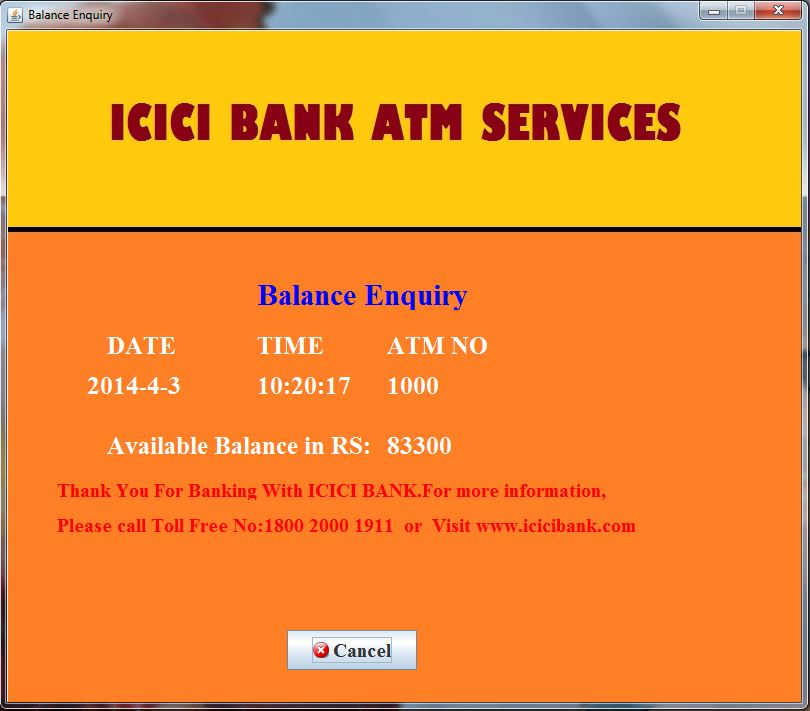 Balance Enquiry
ICICI BANK ATM SERVICES
Balance Enquiry
DATE TIME ATM NO
2014-4-3 10:20:17 1000
Available Balance in RS: 83300
Thank You For Banking With ICICI BANK.For more information,
Please call Toll Free No:1800 2000 1911 or Visit www.icicibank.com
Cancel